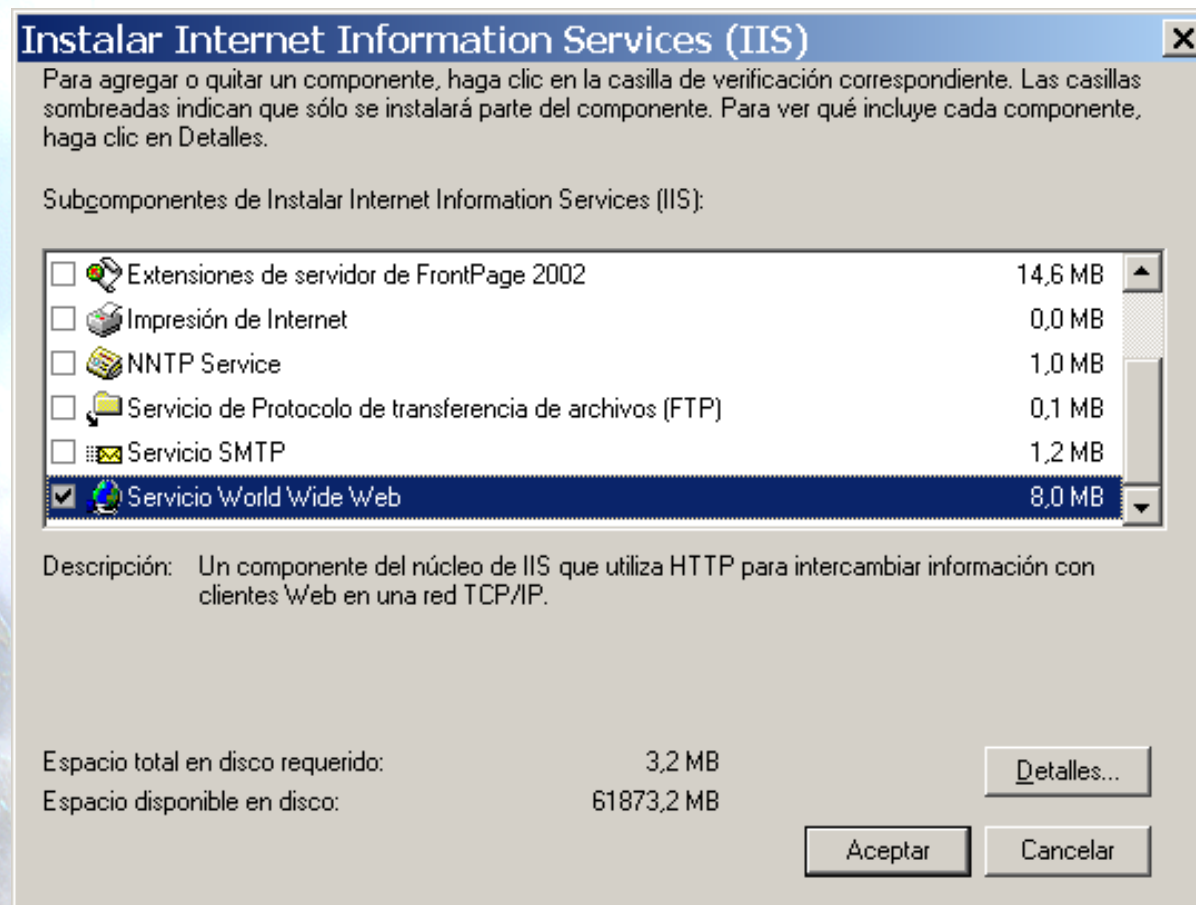 Instalar Internet Information Services (IIS)
Para agregar o quitar un componente, haga clic en la casilla de verificación correspondiente. Las casillas
sombreadas indican que sólo se instalará parte del componente. Para ver qué incluye cada componente,
haga clic en Detalles.
Subcomponentes de Instalar Internet Information Services (IIS):
Extensiones de servidor de FrontPage 2002 14,6 MB
Impresión de Internet 0,0 MB
NNTP Service 1,0 MB
Servicio de Protocolo de transferencia de archivos (FTP) 0,1 MB
Servicio SMTP 1,2 MB
Servicio World Wide Web 8,0 MB
Descripción: Un componente del núcleo de IIS que utiliza HTTP para intercambiar información con
clientes Web en una red TCP/IP.
Espacio total en disco requerido: 3,2 MB
Detalles...
Espacio disponible en disco: 61873,2 MB
Aceptar Cancelar